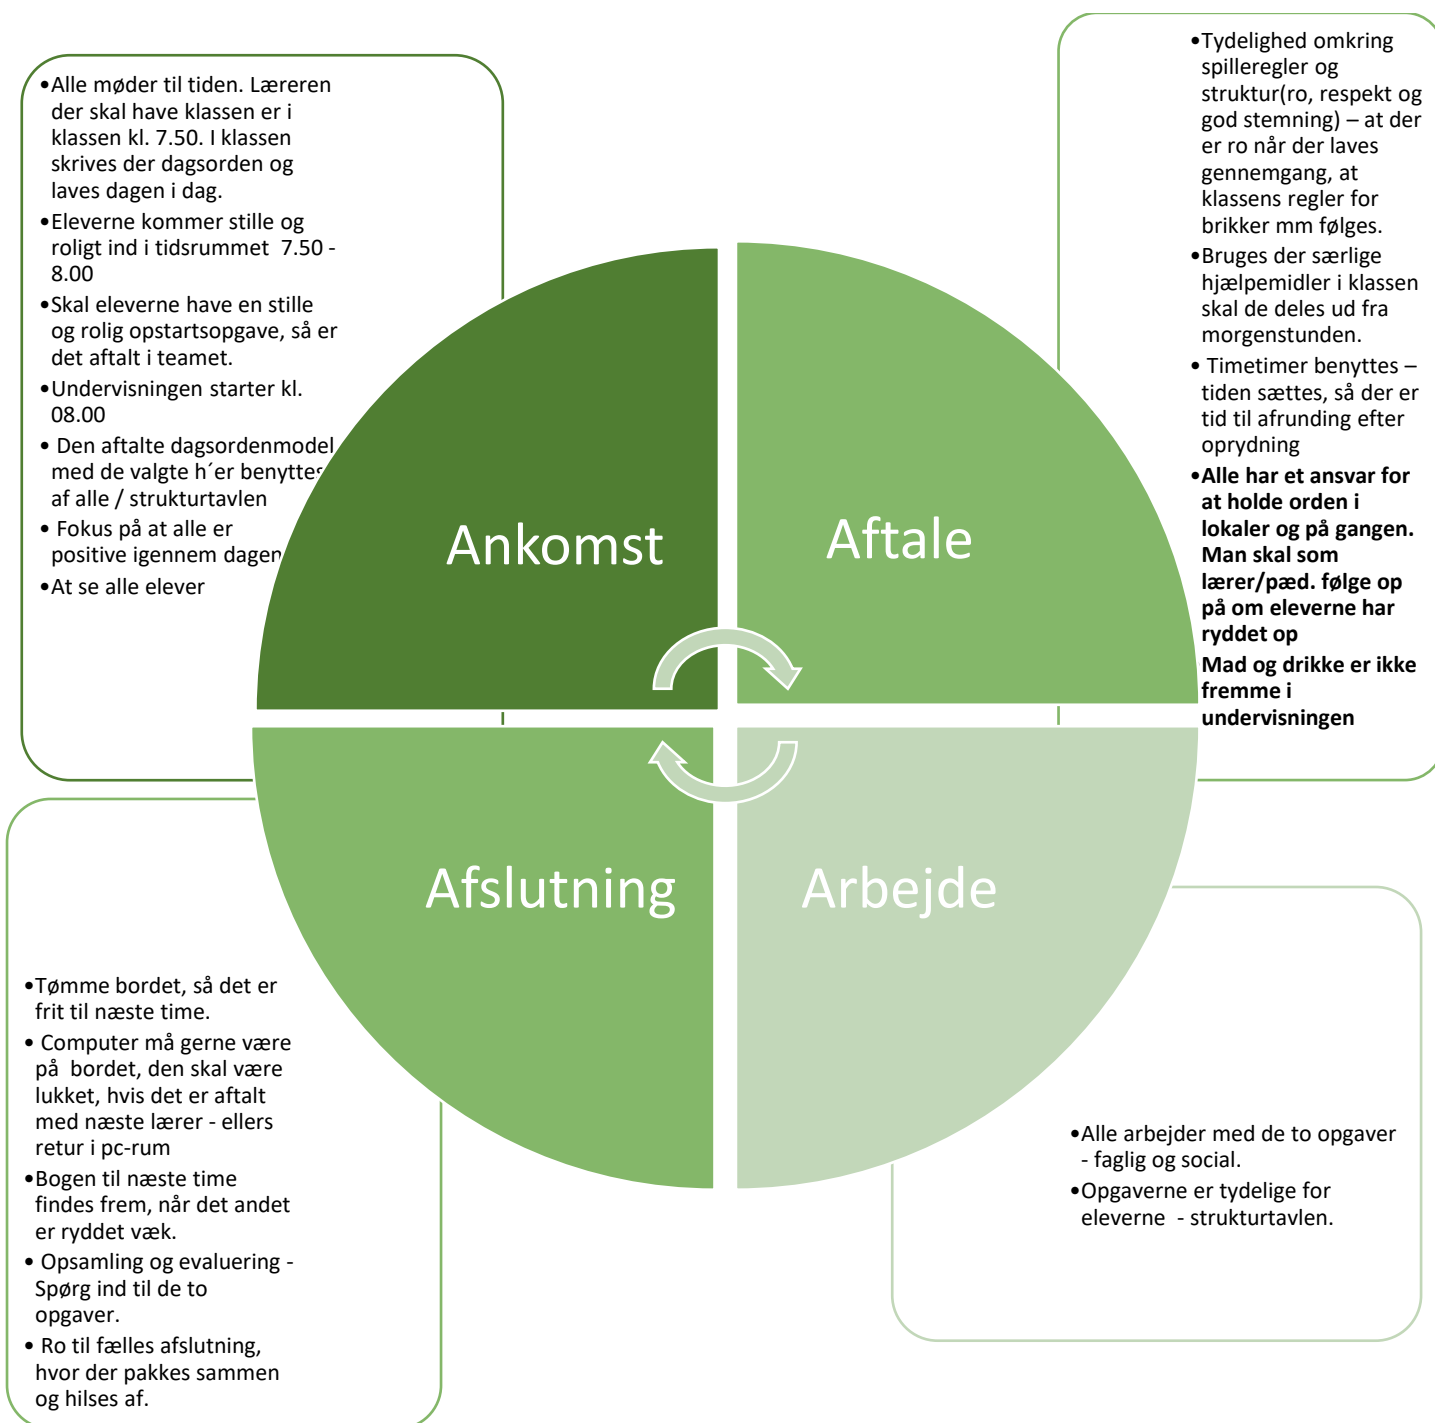 •Alle møder til tiden. Læreren
der skal have klassen er i
klassen kl. 7.50. I klassen
skrives der dagsorden og
laves dagen i dag.
•Eleverne kommer stille og
roligt ind i tidsrummet 7.50 -
8.00
•Skal eleverne have en stille
og rolig opstartsopgave, så er
det aftalt i teamet.
•Undervisningen starter kl.
08.00
• Den aftalte dagsordenmodel
med de valgte h´er benyttes
af alle / strukturtavlen
• Fokus på at alle er
positive igennem dagen
•At se alle elever
•Tydelighed omkring
spilleregler og
struktur(ro, respekt og
god stemning) – at der
er ro når der laves
gennemgang, at
klassens regler for
brikker mm følges.
•Bruges der særlige
hjælpemidler i klassen
skal de deles ud fra
morgenstunden.
• Timetimer benyttes –
tiden sættes, så der er
tid til afrunding efter
oprydning
•Alle har et ansvar for
at holde orden i
lokaler og på gangen.
Man skal som
lærer/pæd. følge op
på om eleverne har
ryddet op
Mad og drikke er ikke
fremme i
undervisningen
Ankomst
Aftale
Afslutning
Arbejde
•Tømme bordet, så det er
frit til næste time.
• Computer må gerne være
på bordet, den skal være
lukket, hvis det er aftalt
med næste lærer - ellers
retur i pc-rum
•Bogen til næste time
findes frem, når det andet
er ryddet væk.
• Opsamling og evaluering -
Spørg ind til de to
opgaver.
• Ro til fælles afslutning,
hvor der pakkes sammen
og hilses af.
•Alle arbejder med de to opgaver
- faglig og social.
•Opgaverne er tydelige for
eleverne - strukturtavlen.